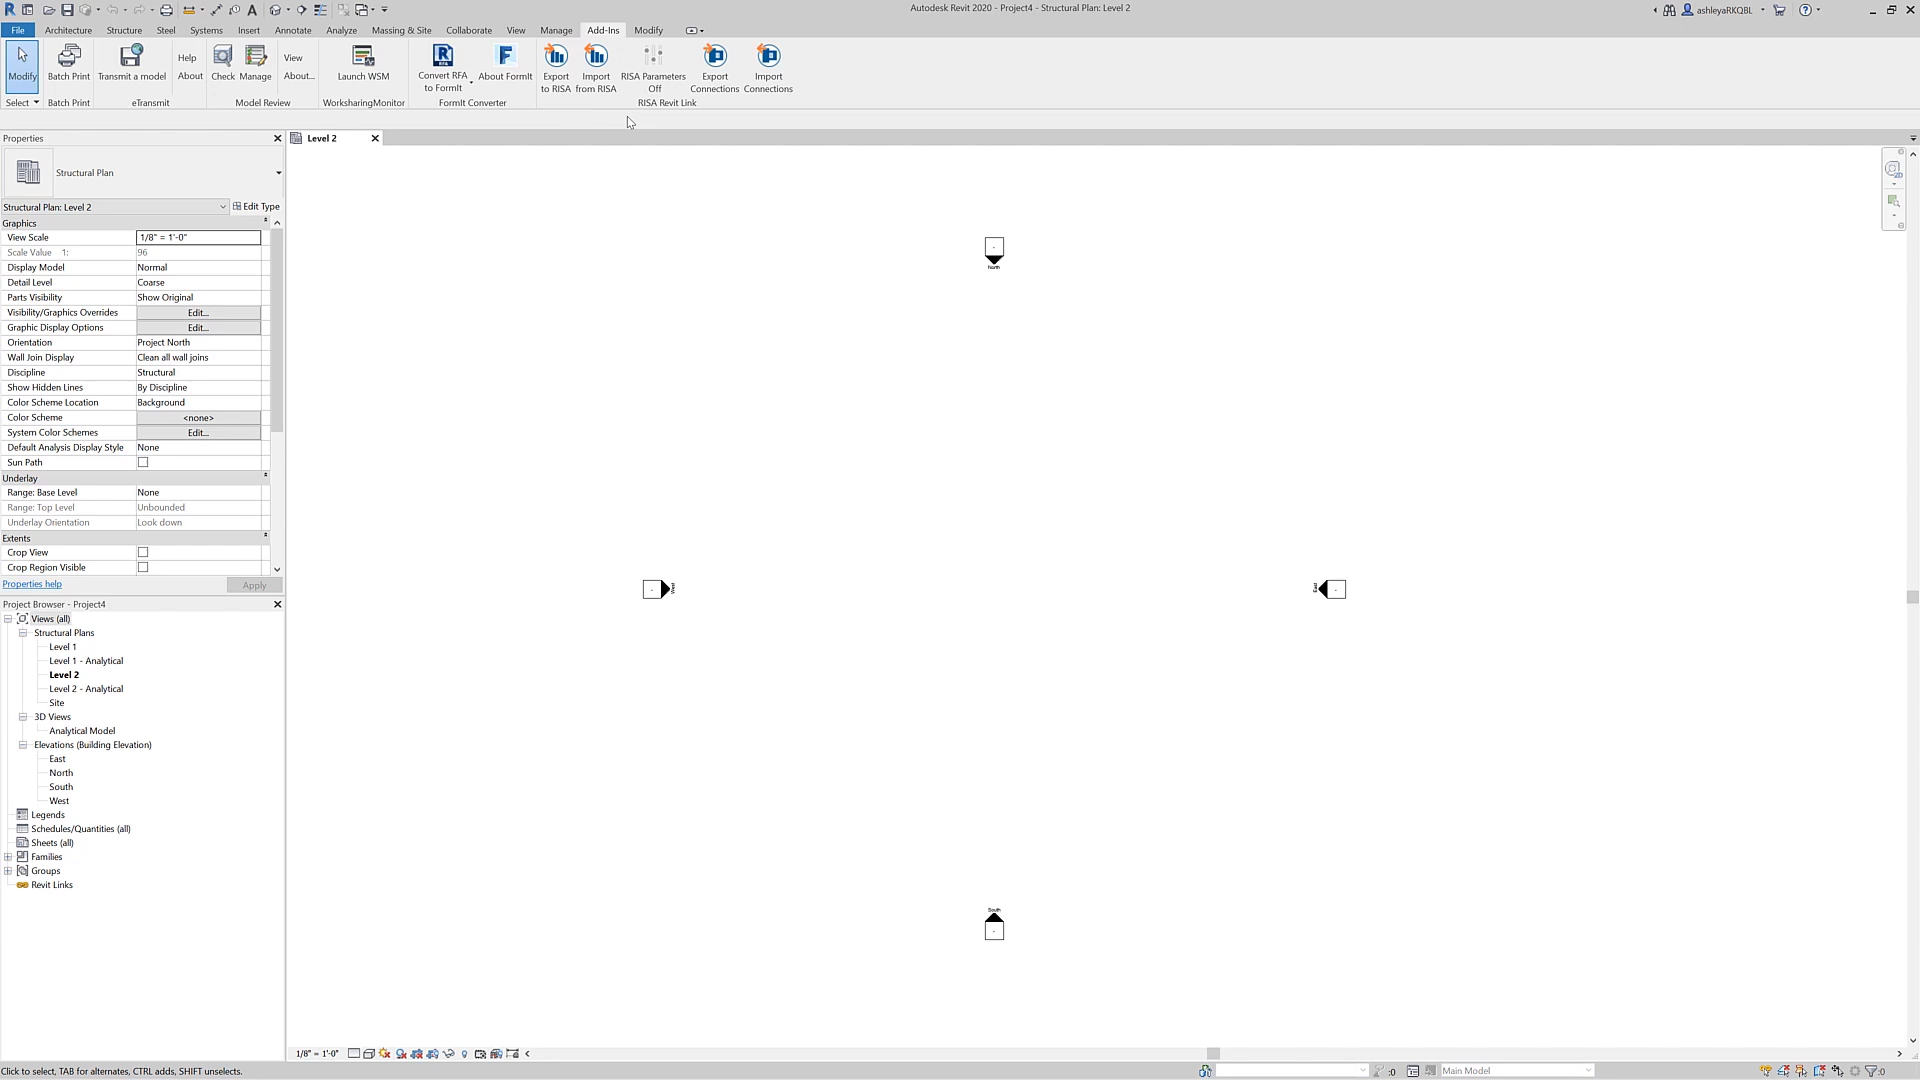 Autodesk Revit 2020 - Project4 - Structural Plan: Level 2
ashleyaRKQBL
File Architecture Structure Steel Systems Insert Annotate Analyze Massing & Site Collaborate View Manage Add-Ins Modify
Modify
Batch Print
Transmit a model
Help
About
Check
Manage
View
About...
Launch WSM
Convert RFA
to FormIt
About FormIt
Export
to RISA
Import
from RISA
RISA Parameters
Off
Export
Connections
Import
Connections
Select
Batch Print
eTransmit
Model Review
WorksharingMonitor
FormIt Converter
RISA Revit Link
Properties
Structural Plan
Structural Plan: Level 2
Edit Type
Graphics
View Scale 1/8" = 1'-0"
Scale Value 1: 96
Display Model Normal
Detail Level Coarse
Parts Visibility Show Original
Visibility/Graphics Overrides Edit...
Graphic Display Options Edit...
Orientation Project North
Wall Join Display Clean all wall joins
Discipline Structural
Show Hidden Lines By Discipline
Color Scheme Location Background
Color Scheme <none>
System Color Schemes Edit...
Default Analysis Display Style None
Sun Path
Underlay
Range: Base Level None
Range: Top Level Unbounded
Underlay Orientation Look down
Extents
Crop View
Crop Region Visible
Properties help
Apply
Project Browser - Project4
Views (all)
Structural Plans
Level 1
Level 1 - Analytical
Level 2
Level 2 - Analytical
Site
3D Views
Analytical Model
Elevations (Building Elevation)
East
North
South
West
Legends
Schedules/Quantities (all)
Sheets (all)
Families
Groups
Revit Links
Level 2
North
West
East
South
1/8" = 1'-0"
Click to select, TAB for alternates, CTRL adds, SHIFT unselects.
:0
Main Model
:0